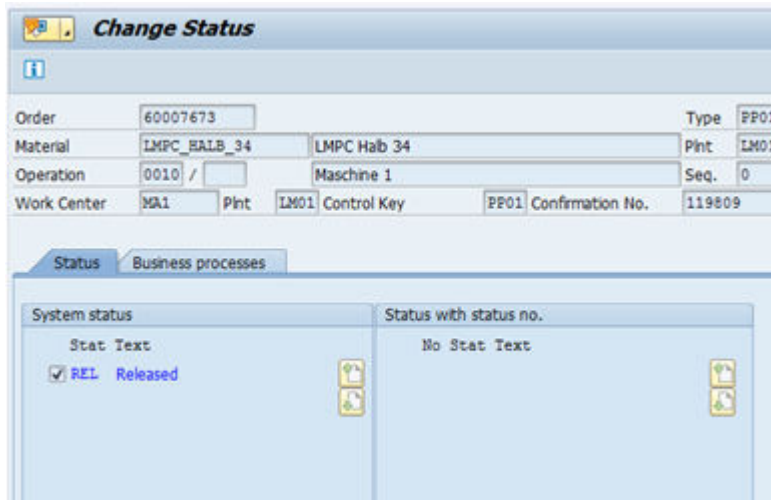 Change Status
Order 60007673 Type PP01
Material LMPC_HALB_34 LMPC Halb 34 Plnt LM01
Operation 0010 / Maschine 1 Seq. 0
Work Center MA1 Plnt LM01 Control Key PP01 Confirmation No. 119809
Status Business processes
System status Status with status no.
Stat Text No Stat Text
REL Released